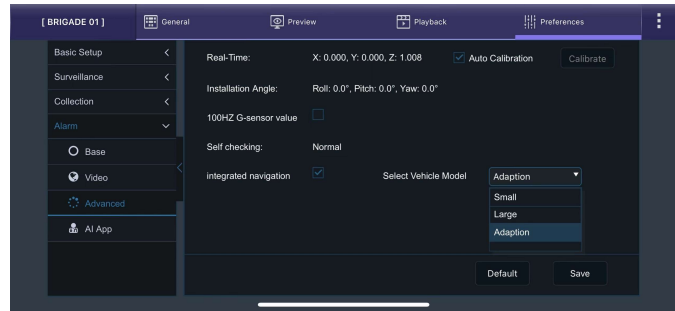 [ BRIGADE 01 ] General Preview Playback Preferences
Basic Setup
Surveillance
Collection
Alarm
Base
Video
Advanced
AI App
Real-Time: X: 0.000, Y: 0.000, Z: 1.008 Auto Calibration Calibrate
Installation Angle: Roll: 0.0°, Pitch: 0.0°, Yaw: 0.0°
100HZ G-sensor value
Self checking: Normal
integrated navigation Select Vehicle Model Adaption
Small
Large
Adaption
Default Save